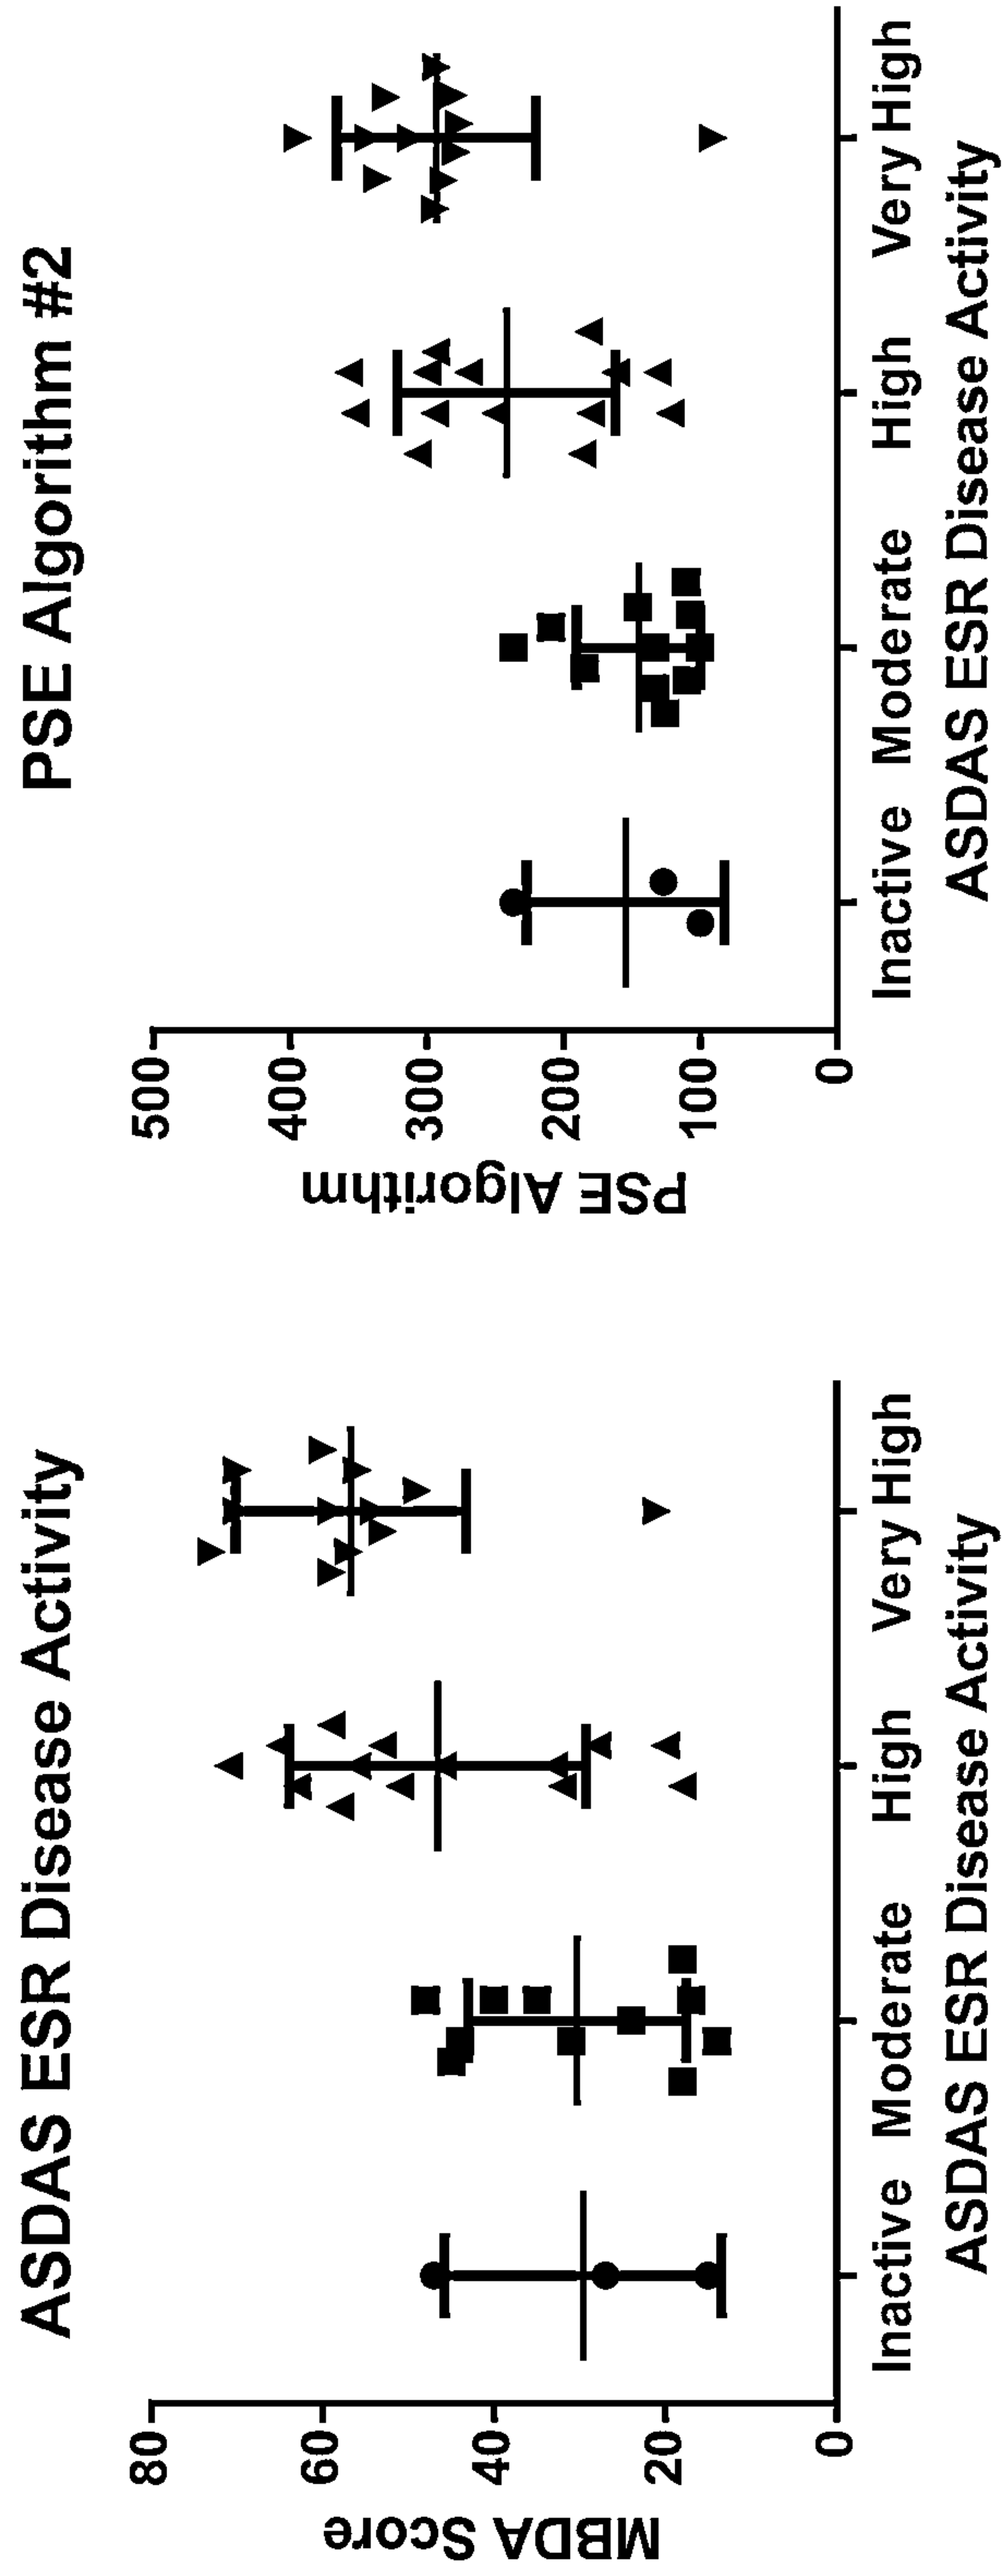 ASDAS ESR Disease Activity
MBDA Score
80
60
40
20
0
Inactive Moderate High Very High
ASDAS ESR Disease Activity
PSE Algorithm #2
PSE Algorithm
500
400
300
200
100
0
Inactive Moderate High Very High
ASDAS ESR Disease Activity